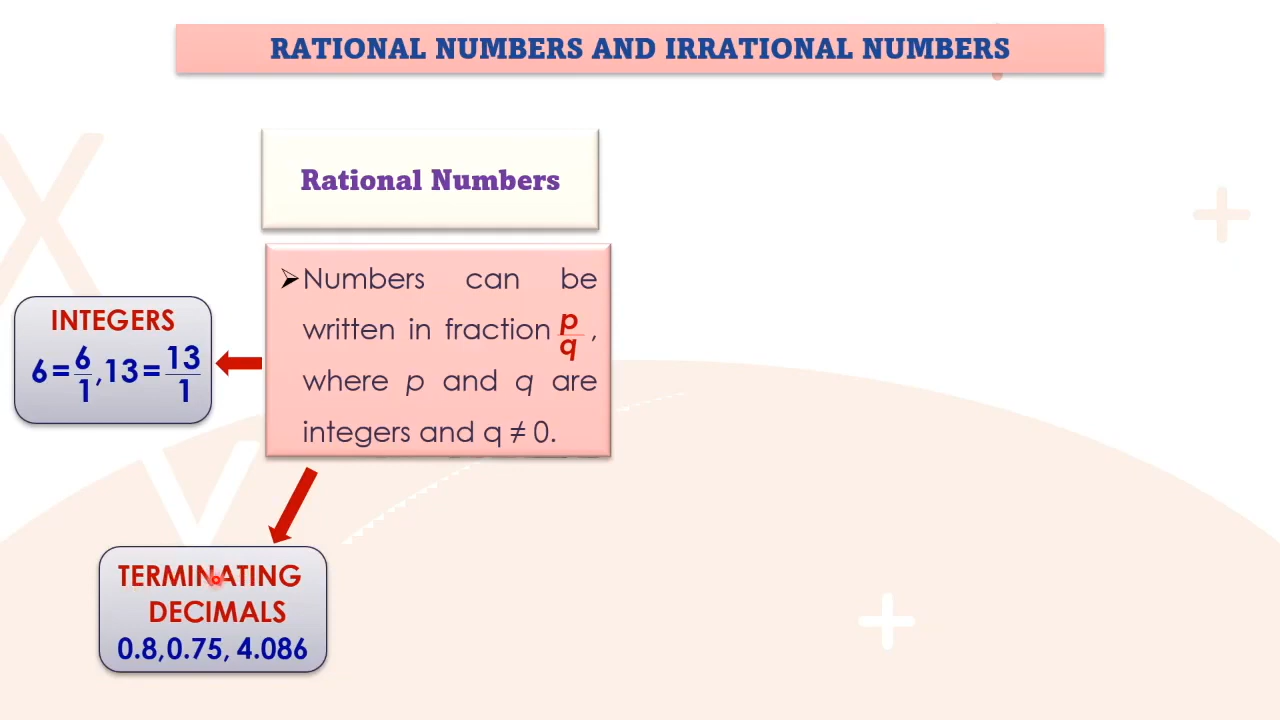 RATIONAL NUMBERS AND IRRATIONAL NUMBERS
Rational Numbers
➢Numbers can be
written in fraction p/q ,
where p and q are
integers and q ≠ 0.
INTEGERS
6=6/1,13=13/1
TERMINATING
DECIMALS
0.8,0.75, 4.086